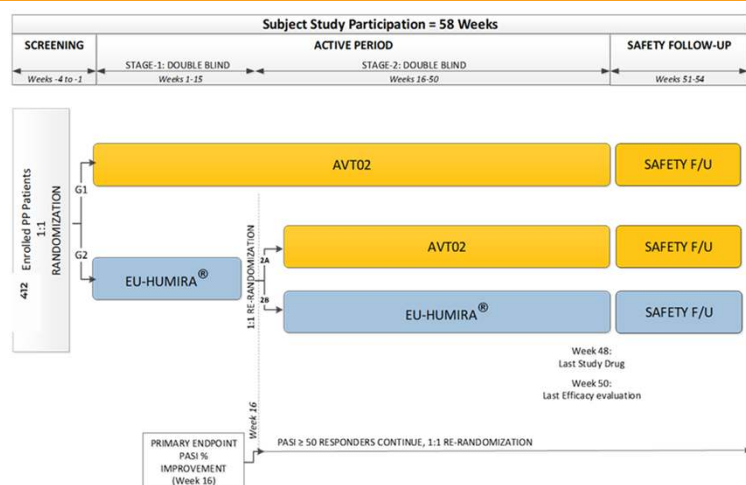 Subject Study Participation = 58 Weeks
SCREENING
ACTIVE PERIOD
SAFETY FOLLOW-UP
STAGE-1: DOUBLE BLIND
STAGE-2: DOUBLE BLIND
Weeks -4 to -1
Weeks 1-15
Weeks 16-50
Weeks 51-54
412 Enrolled PP Patients
1:1
RANDOMIZATION
G1
AVT02
SAFETY F/U
G2
EU-HUMIRA®
1:1 RE-RANDOMIZATION
2A
AVT02
SAFETY F/U
2B
EU-HUMIRA®
SAFETY F/U
Week 48:
Last Study Drug
Week 50:
Last Efficacy evaluation
Week 16
PRIMARY ENDPOINT
PASI %
IMPROVEMENT
(Week 16)
PASI ≥ 50 RESPONDERS CONTINUE, 1:1 RE-RANDOMIZATION